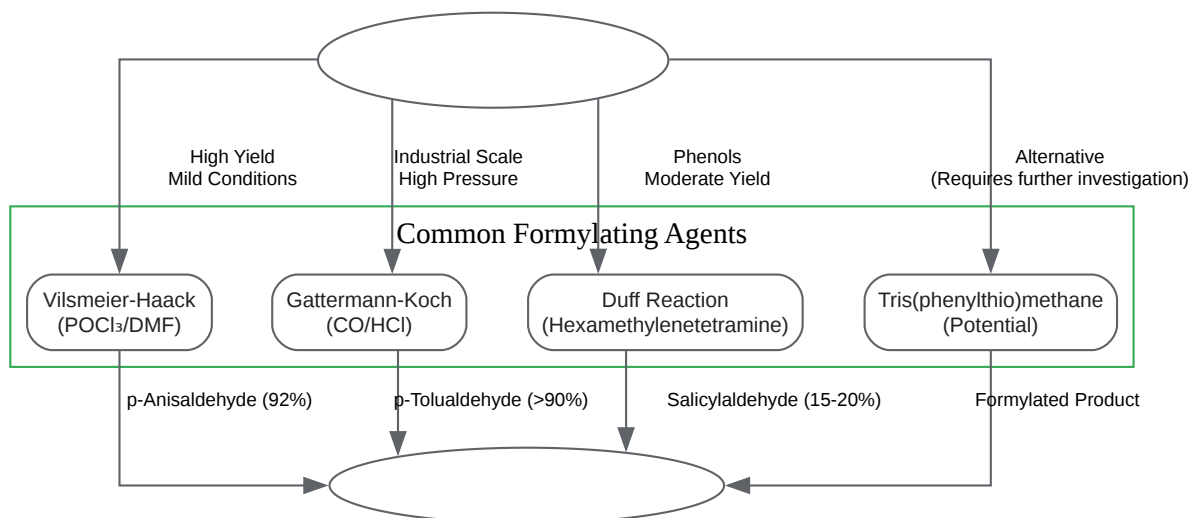 High Yield
Mild Conditions
Industrial Scale
High Pressure
Phenols
Moderate Yield
Alternative
(Requires further investigation)
Common Formylating Agents
Vilsmeier-Haack
(POCl₃/DMF)
Gattermann-Koch
(CO/HCl)
Duff Reaction
(Hexamethylenetetramine)
Tris(phenylthio)methane
(Potential)
p-Anisaldehyde (92%)
p-Tolualdehyde (>90%)
Salicylaldehyde (15-20%)
Formylated Product